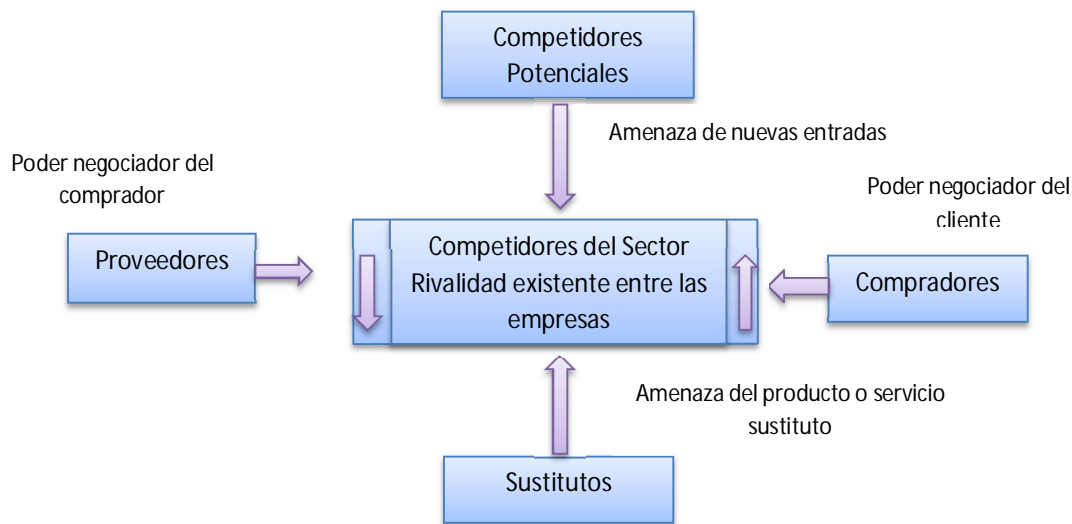 Competidores
Potenciales
Amenaza de nuevas entradas
Poder negociador del
comprador
Poder negociador del
cliente
Proveedores
Competidores del Sector
Rivalidad existente entre las
empresas
Compradores
Amenaza del producto o servicio
sustituto
Sustitutos